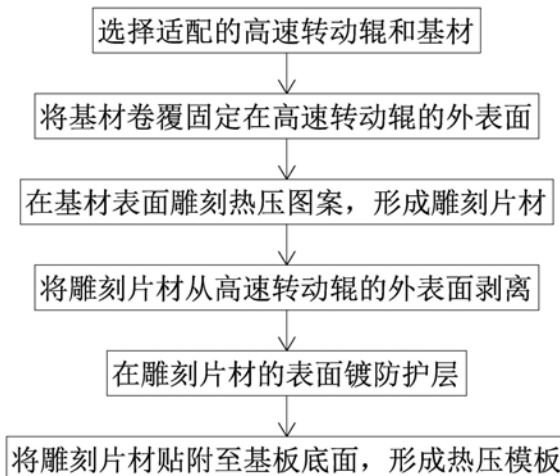 选择适配的高速转动辊和基材
将基材卷覆固定在高速转动辊的外表面
在基材表面雕刻热压图案，形成雕刻片材
将雕刻片材从高速转动辊的外表面剥离
在雕刻片材的表面镀防护层
将雕刻片材贴附至基板底面，形成热压模板